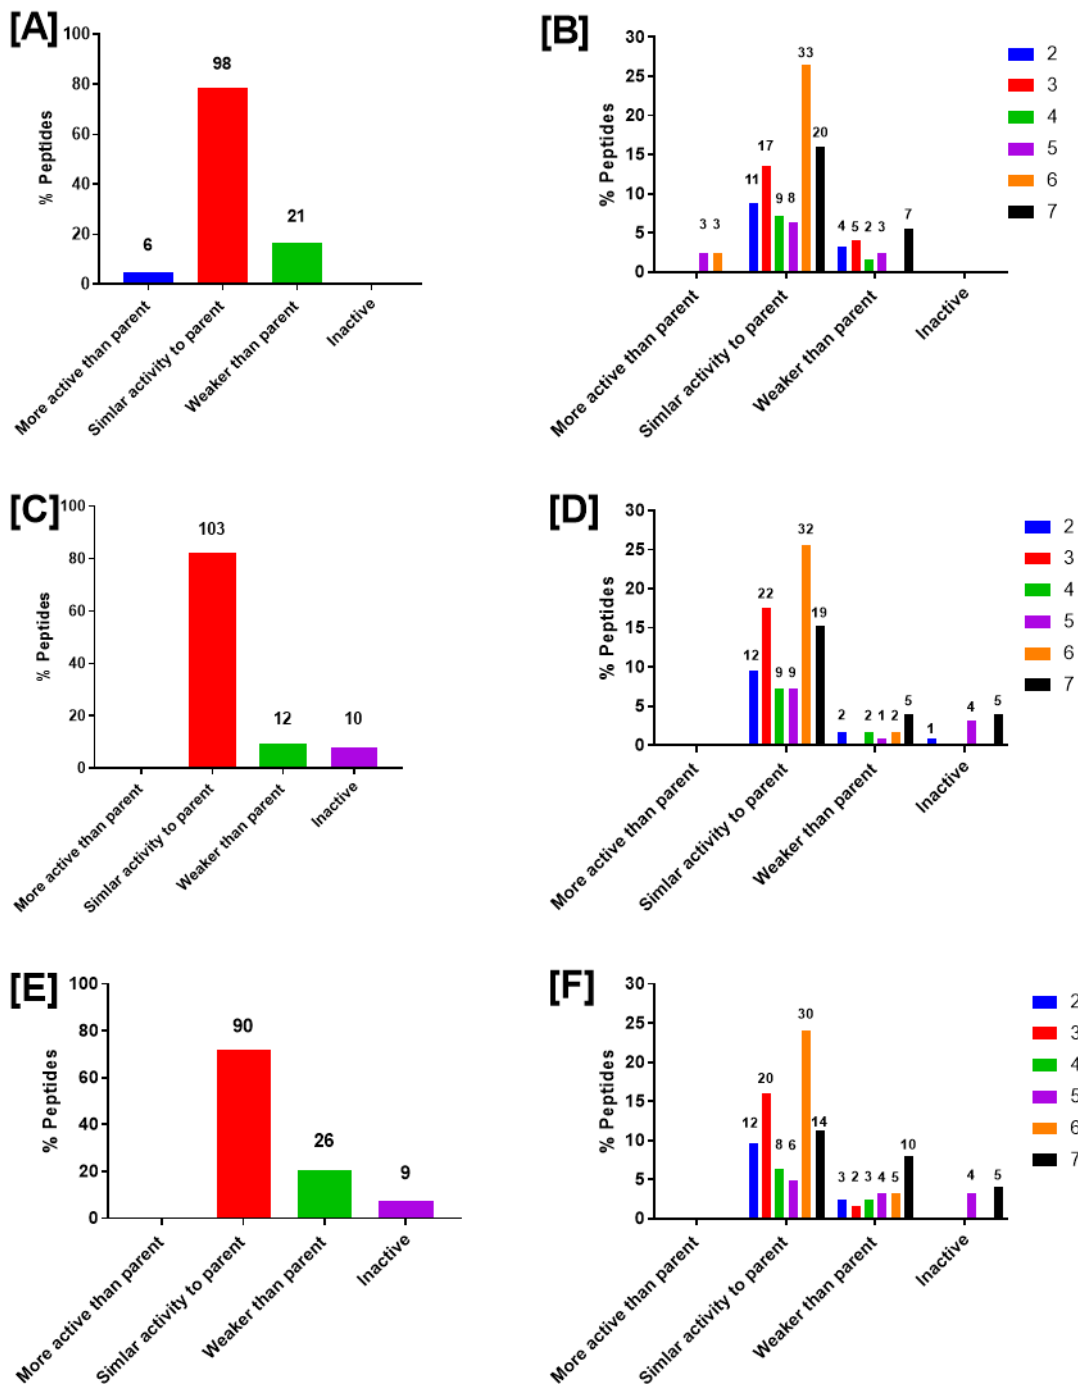 [A]
% Peptides
100
80
60
40
20
0
6
98
21
More active than parent
Simlar activity to parent
Weaker than parent
Inactive
[B]
% Peptides
30
25
20
15
10
5
0
3 3
11 17 9 8 33 20
4 5 2 3 7
More active than parent
Simlar activity to parent
Weaker than parent
Inactive
2
3
4
5
6
7
[C]
% Peptides
100
80
60
40
20
0
103
12
10
More active than parent
Simlar activity to parent
Weaker than parent
Inactive
[D]
% Peptides
30
25
20
15
10
5
0
12 22 9 9 32 19
2 2 1 2 5
1 4 5
More active than parent
Simlar activity to parent
Weaker than parent
Inactive
2
3
4
5
6
7
[E]
% Peptides
100
80
60
40
20
0
90
26
9
More active than parent
Simlar activity to parent
Weaker than parent
Inactive
[F]
% Peptides
30
25
20
15
10
5
0
12 20 8 6 30 14
3 2 3 4 5 10
4 5
More active than parent
Simlar activity to parent
Weaker than parent
Inactive
2
3
4
5
6
7